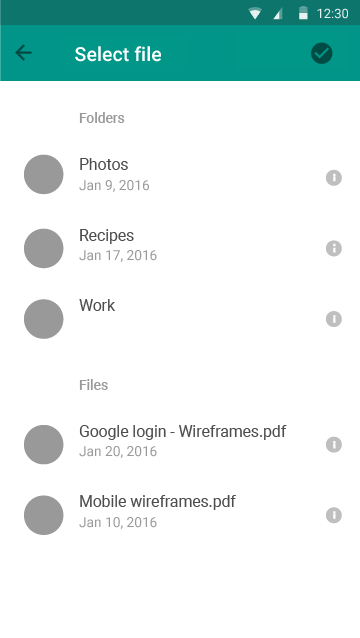 12:30
Select file
Folders
Photos
Jan 9, 2016
Recipes
Jan 17, 2016
Work
Files
Google login - Wireframes.pdf
Jan 20, 2016
Mobile wireframes.pdf
Jan 10, 2016